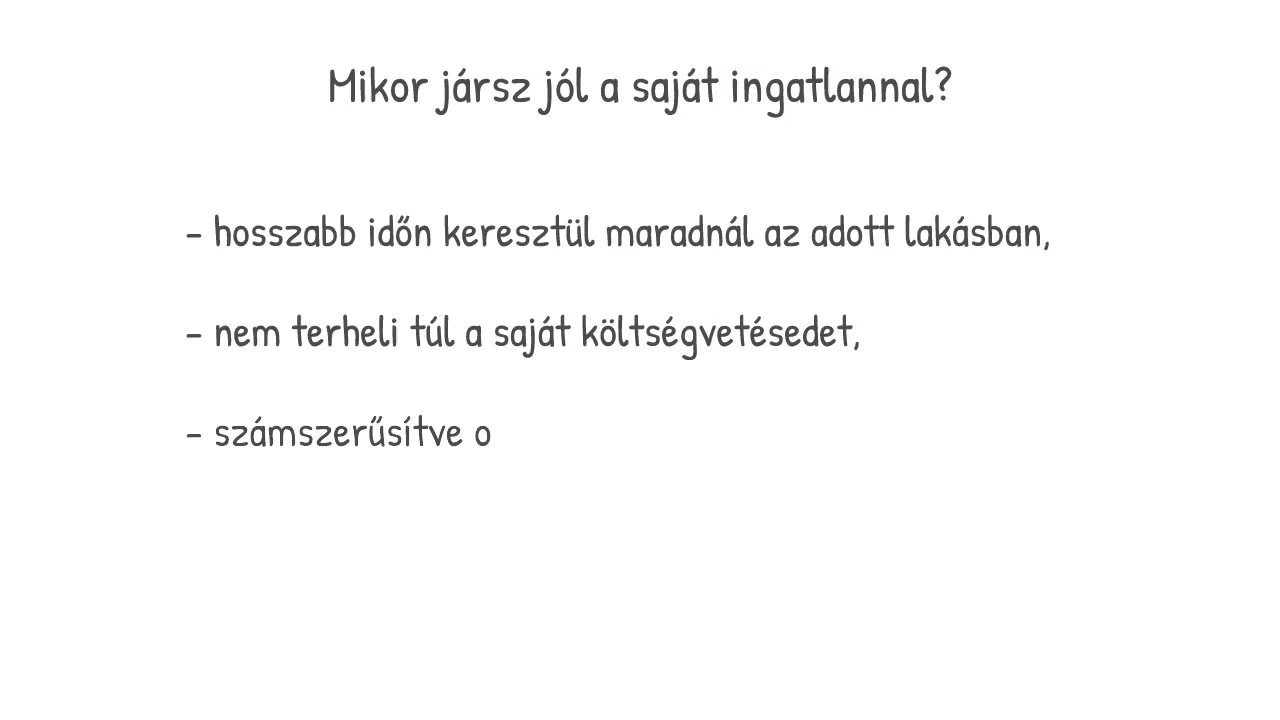 Mikor jársz jól a saját ingatlannal?
- hosszabb időn keresztül maradnál az adott lakásban,
- nem terheli túl a saját költségvetésedet,
- számszerűsítve o